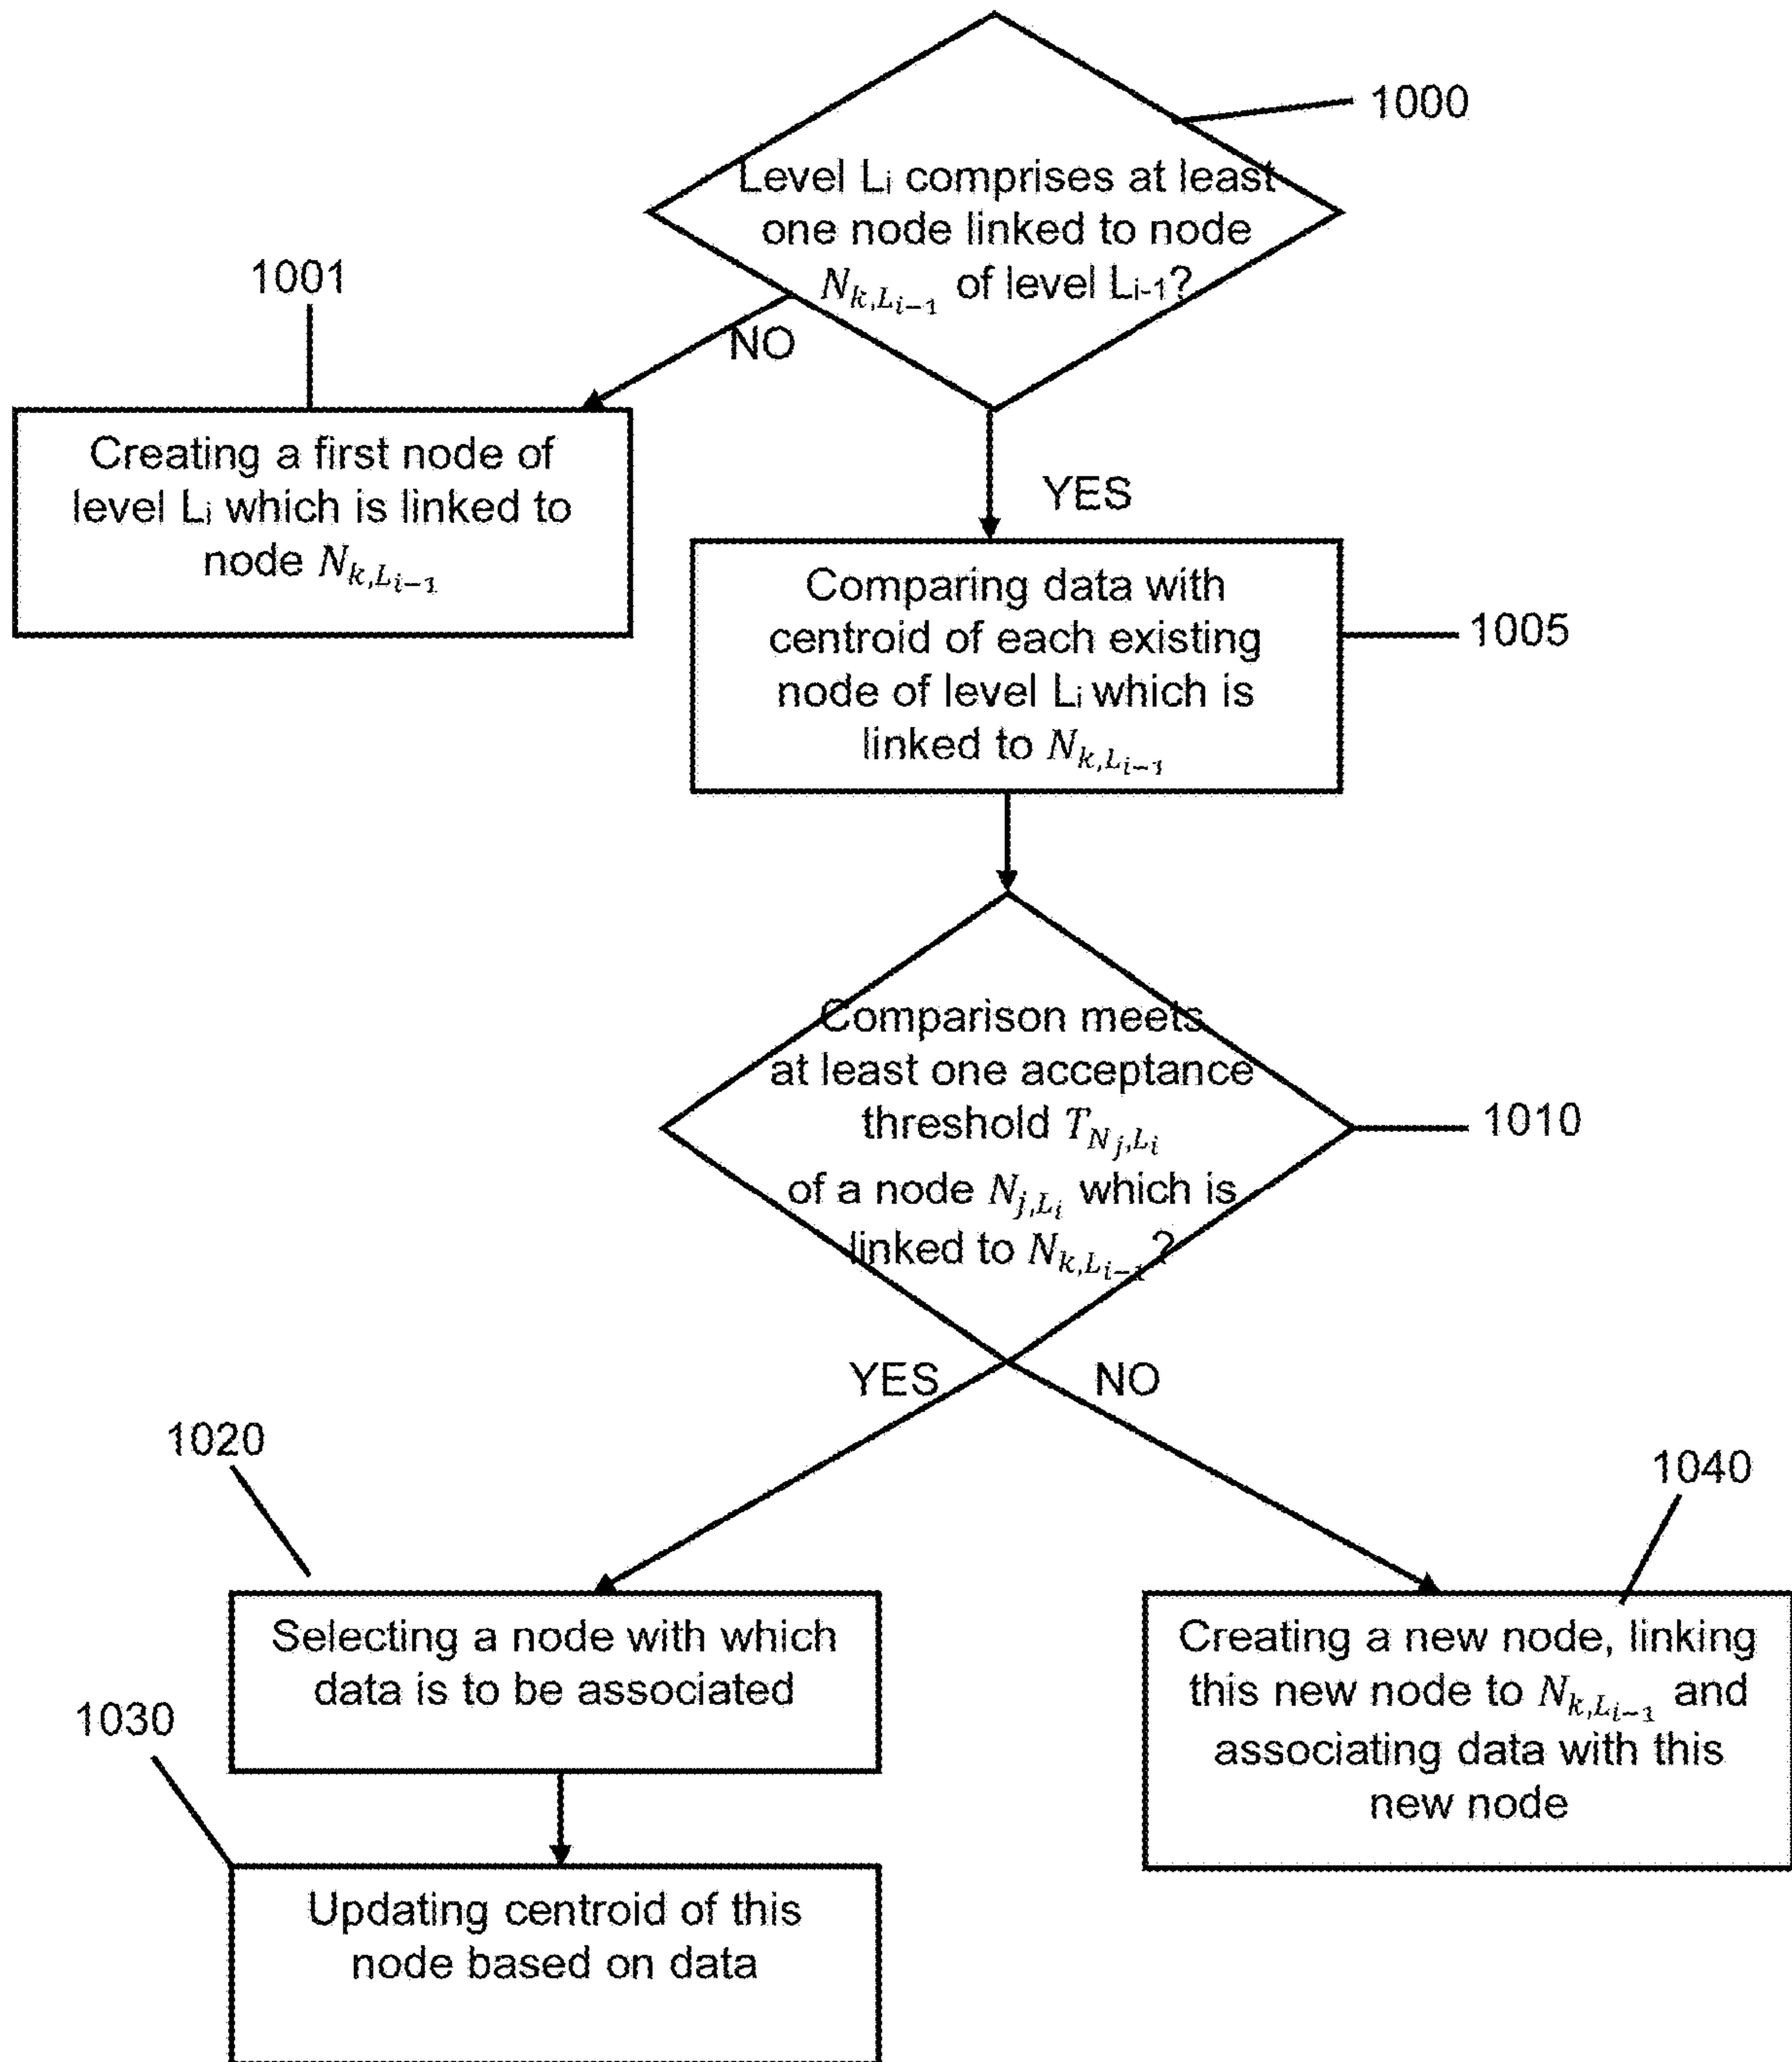 1000
Level Li comprises at least
one node linked to node
N_{k,L_{i-1}} of level Li-1?
1001
NO
Creating a first node of
level Li which is linked to
node N_{k,L_{i-1}}
YES
Comparing data with
centroid of each existing
node of level Li which is
linked to N_{k,L_{i-1}}
1005
Comparison meets
at least one acceptance
threshold T_{N_j,L_i}
of a node N_{j,L_i} which is
linked to N_{k,L_{i-1}}?
1010
YES
NO
1020
1040
Selecting a node with which
data is to be associated
Creating a new node, linking
this new node to N_{k,L_{i-1}} and
associating data with this
new node
1030
Updating centroid of this
node based on data